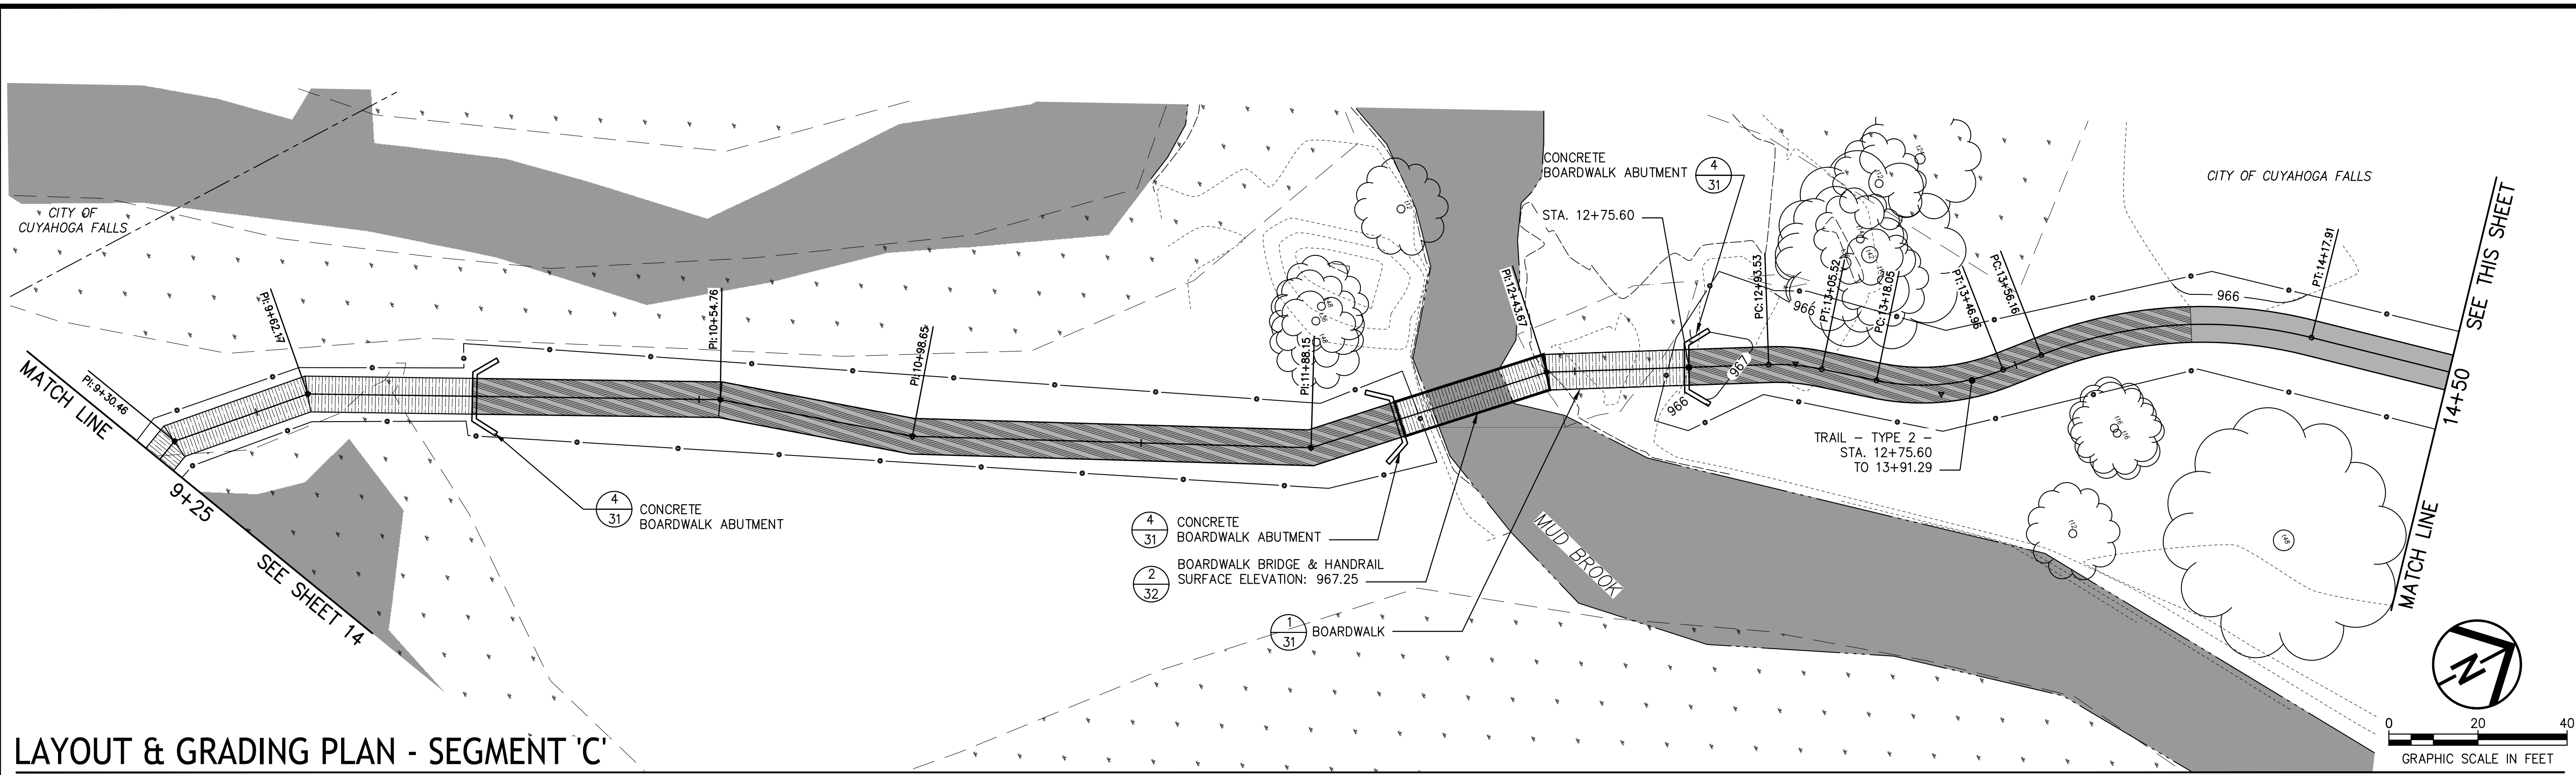 CITY OF
CUYAHOGA FALLS
MATCH LINE
9+25
SEE SHEET 14
PI:9+30.46
PI:9+62.17
PI:10+54.76
PI:10+98.65
PI:11+88.15
PI:12+43.67
4
31
CONCRETE
BOARDWALK ABUTMENT
4
31
CONCRETE
BOARDWALK ABUTMENT
2
32
BOARDWALK BRIDGE & HANDRAIL
SURFACE ELEVATION: 967.25
1
31
BOARDWALK
MUD BROOK
CONCRETE
BOARDWALK ABUTMENT
4
31
STA. 12+75.60
PC:12+93.53
PT:13+05.52
PC:13+18.05
PT:13+46.96
PC:13+56.16
PT:14+17.91
966
967
966
966
TRAIL – TYPE 2 –
STA. 12+75.60
TO 13+91.29
CITY OF CUYAHOGA FALLS
MATCH LINE
14+50
SEE THIS SHEET
N
0 20 40
GRAPHIC SCALE IN FEET
LAYOUT & GRADING PLAN - SEGMENT 'C'